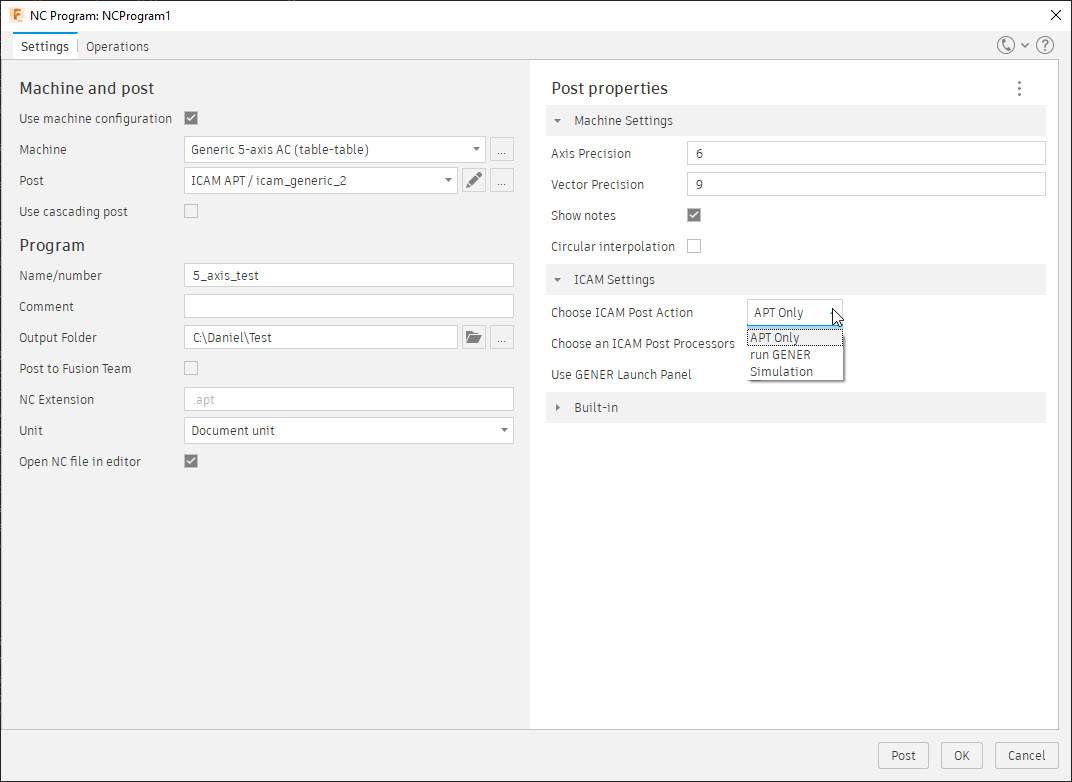 NC Program: NCProgram1
Settings
Operations
Machine and post
Use machine configuration
Machine
Generic 5-axis AC (table-table)
...
Post
ICAM APT / icam_generic_2
...
Use cascading post
Program
Name/number
5_axis_test
Comment
Output Folder
C:\Daniel\Test
...
Post to Fusion Team
NC Extension
.apt
Unit
Document unit
Open NC file in editor
Post properties
Machine Settings
Axis Precision
6
Vector Precision
9
Show notes
Circular interpolation
ICAM Settings
Choose ICAM Post Action
APT Only
APT Only
run GENER
Simulation
Choose an ICAM Post Processors
Use GENER Launch Panel
Built-in
Post
OK
Cancel